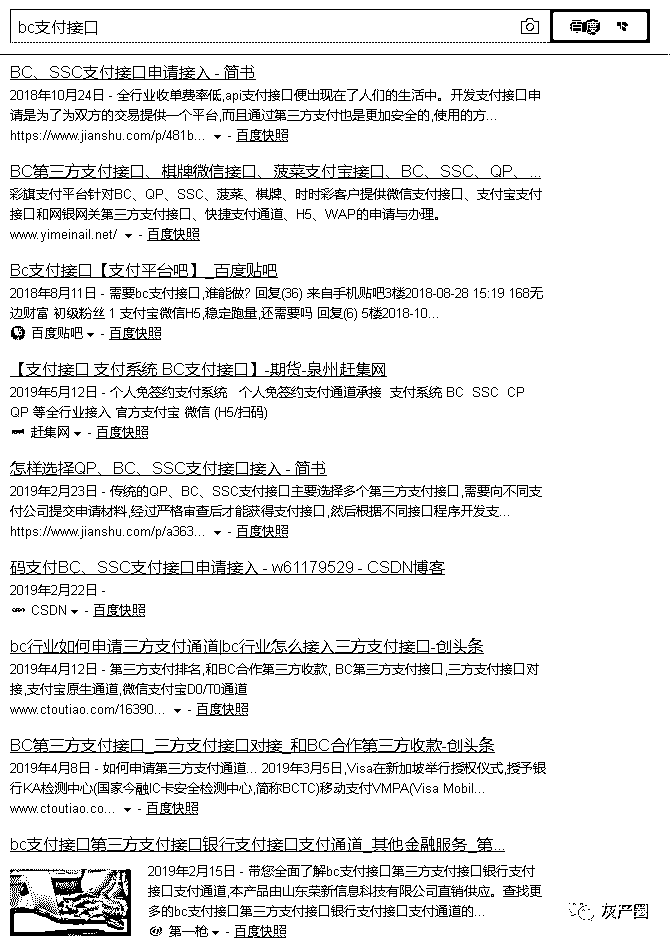 bc支付接口
百度
BC、SSC支付接口申请接入 - 简书
2018年10月24日 - 全行业收单费率低,api支付接口便出现在了人们的生活中。开发支付接口申
请是为了为双方的交易提供一个平台,而且通过第三方支付也是更加安全的,使用的方...
https://www.jianshu.com/p/481b... - 百度快照
BC第三方支付接口、棋牌微信接口、菠菜支付宝接口、BC、SSC、QP、...
彩旗支付平台针对BC、QP、SSC、菠菜、棋牌、时时彩客户提供微信支付接口、支付宝支付
接口和网银网关第三方支付接口、快捷支付通道、H5、WAP的申请与办理。
www.yimeinail.net/ - 百度快照
Bc支付接口【支付平台吧】_百度贴吧
2018年8月11日 - 需要bc支付接口,谁能做? 回复(36) 来自手机贴吧3楼2018-08-28 15:19 168无
边财富 初级粉丝 1 支付宝微信H5,稳定跑量,还需要吗 回复(6) 5楼2018-10...
百度贴吧 - 百度快照
【支付接口 支付系统 BC支付接口】-期货-泉州赶集网
2019年5月12日 - 个人免签约支付系统 个人免签约支付通道承接 支付系统 BC SSC CP
QP 等全行业接入 官方支付宝 微信 (H5/扫码)
赶集网 - 百度快照
怎样选择QP、BC、SSC支付接口接入 - 简书
2019年2月23日 - 传统的QP、BC、SSC支付接口主要选择多个第三方支付接口,需要向不同支
付公司提交申请材料,经过严格审查后才能获得支付接口,然后根据不同接口程序开发支...
https://www.jianshu.com/p/a363... - 百度快照
码支付BC、SSC支付接口申请接入 - w61179529 - CSDN博客
2019年2月22日 -
CSDN - 百度快照
bc行业如何申请三方支付通道|bc行业怎么接入三方支付接口-创头条
2019年4月12日 - 第三方支付排名,和BC合作第三方收款, BC第三方支付接口,三方支付接口对
接,支付宝原生通道,微信支付宝D0/T0通道
www.ctoutiao.com/16390... - 百度快照
BC第三方支付接口_三方支付接口对接_和BC合作第三方收款-创头条
2019年4月8日 - 如何申请第三方支付通道... 2019年3月5日,Visa在新加坡举行授权仪式,授予银
行KA检测中心(国家今融IC卡安全检测中心,简称BCTC)移动支付VMPA(Visa Mobil...
www.ctoutiao.co... - 百度快照
bc支付接口第三方支付接口银行支付接口支付通道_其他金融服务_第...
2019年2月15日 - 带您全面了解bc支付接口第三方支付接口银行支付
接口支付通道,本产品由山东荣新信息科技有限公司直销供应。查找更
多的bc支付接口第三方支付接口银行支付接口支付通道的...
第一枪 - 百度快照
灰产圈